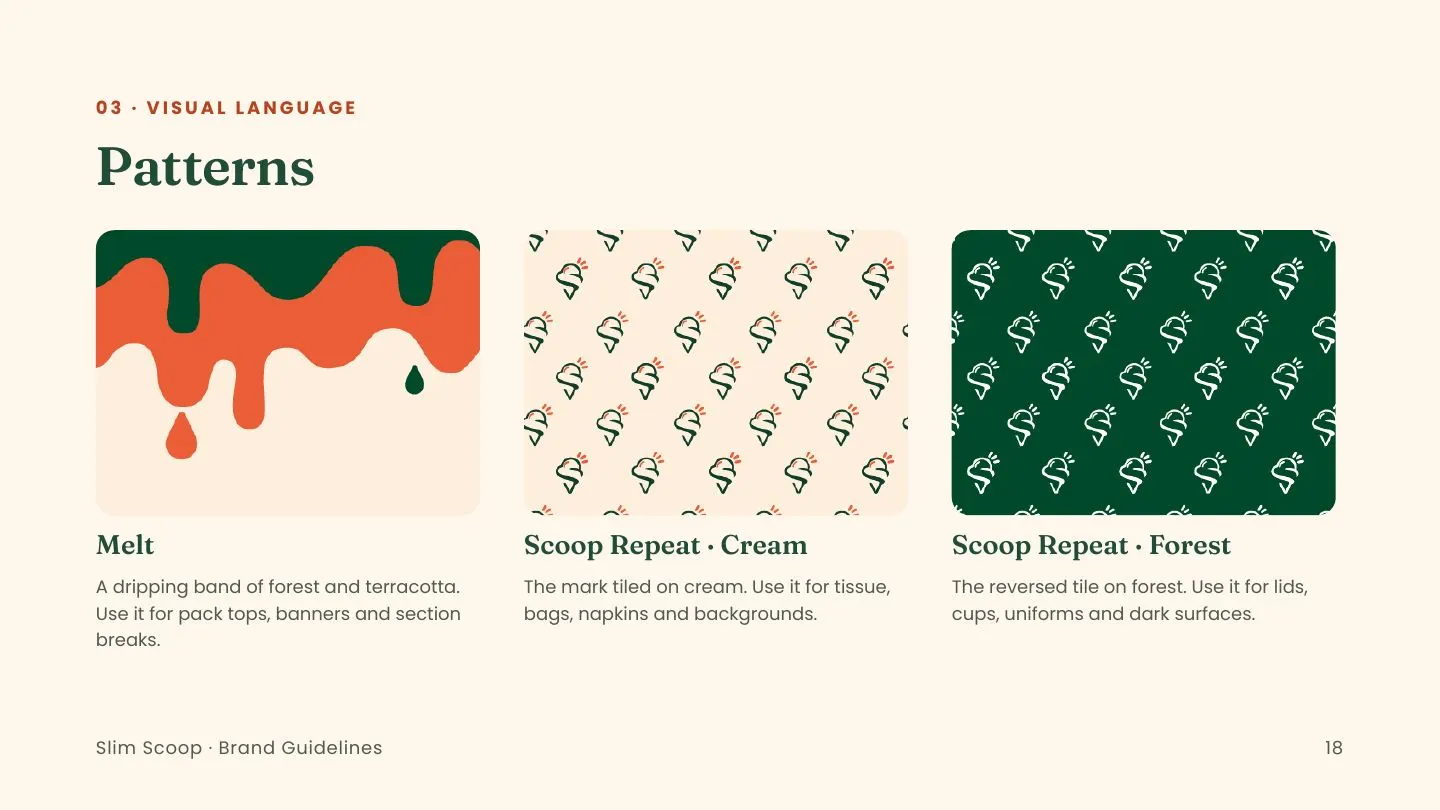 03 · VISUAL LANGUAGE
Patterns
Melt
A dripping band of forest and terracotta.
Use it for pack tops, banners and section
breaks.
Scoop Repeat · Cream
The mark tiled on cream. Use it for tissue,
bags, napkins and backgrounds.
Scoop Repeat · Forest
The reversed tile on forest. Use it for lids,
cups, uniforms and dark surfaces.
Slim Scoop · Brand Guidelines
18